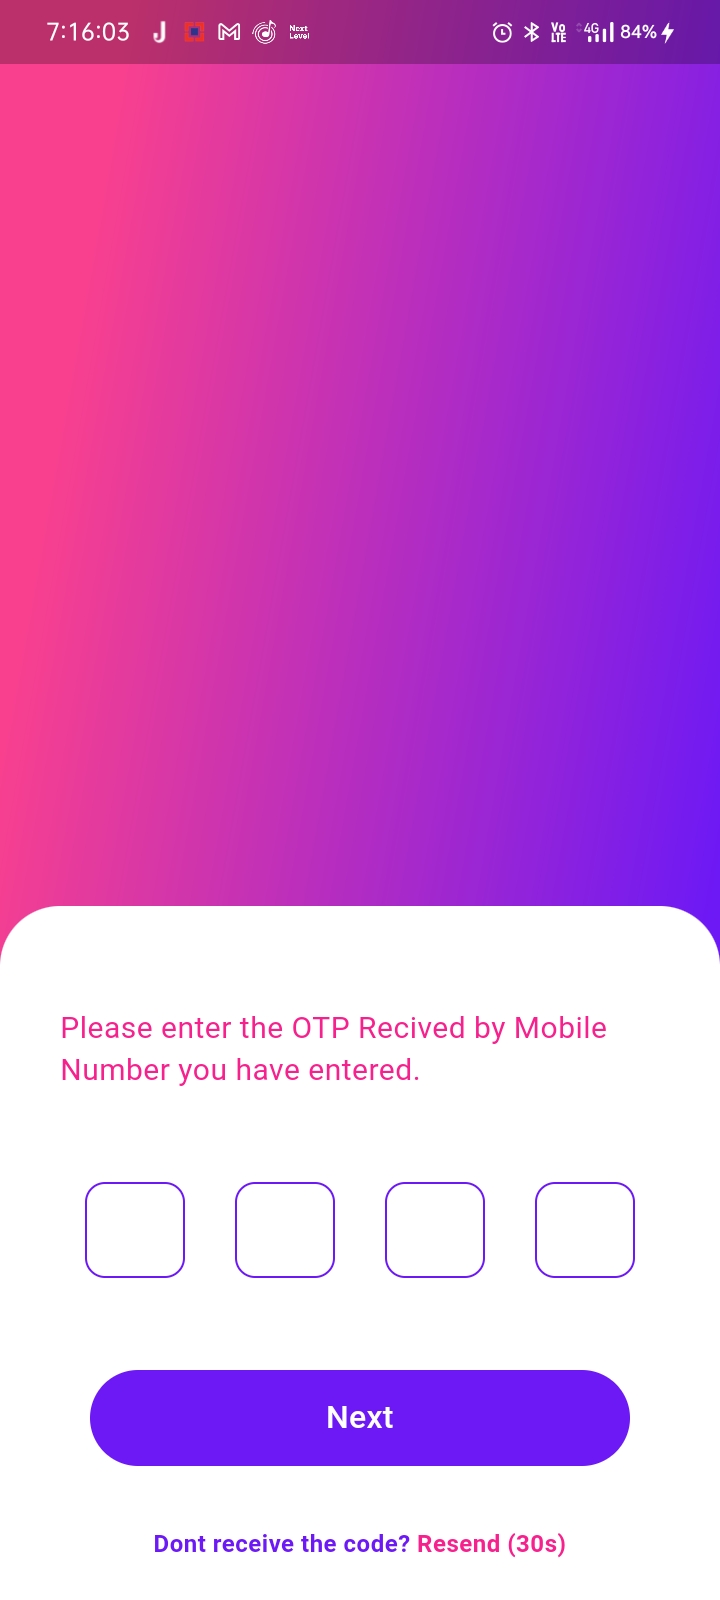 7:16:03 J Next Level Vo LTE 4G 84%
Please enter the OTP Recived by Mobile
Number you have entered.
Next
Dont receive the code? Resend (30s)